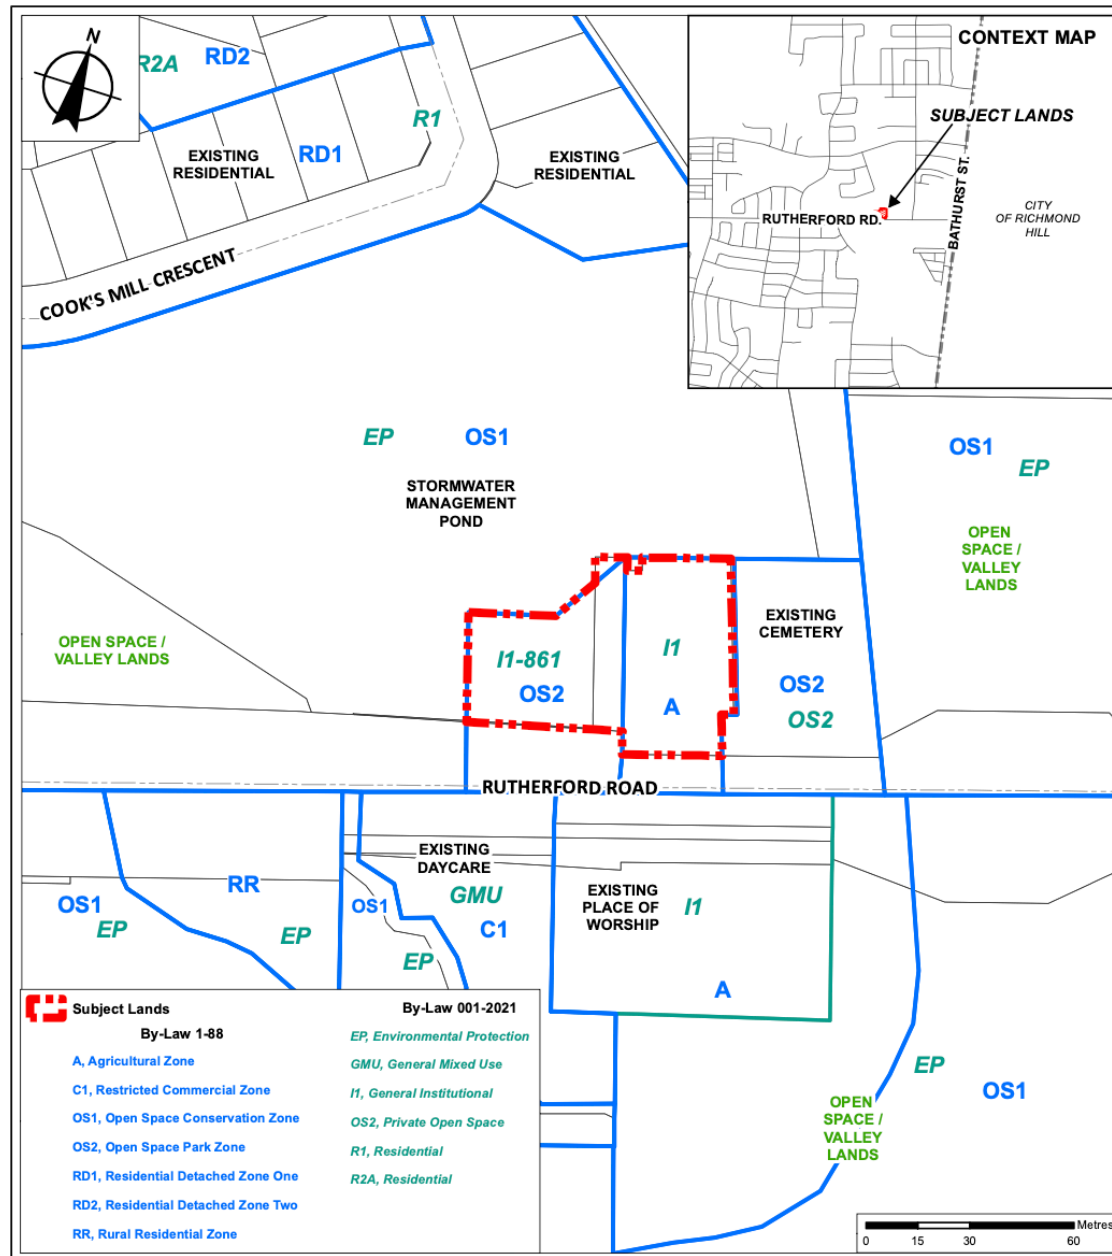 N
R2A
RD2
R1
EXISTING
RESIDENTIAL
RD1
EXISTING
RESIDENTIAL
COOK'S MILL CRESCENT
CONTEXT MAP
SUBJECT LANDS
BATHURST ST.
RUTHERFORD RD.
CITY
OF RICHMOND
HILL
EP
OS1
STORMWATER
MANAGEMENT
POND
OS1
EP
OPEN
SPACE /
VALLEY
LANDS
OPEN SPACE /
VALLEY LANDS
I1-861
OS2
I1
A
EXISTING
CEMETERY
OS2
OS2
RUTHERFORD ROAD
OS1
EP
RR
EP
OS1
EXISTING
DAYCARE
GMU
C1
EP
EXISTING
PLACE OF
WORSHIP
I1
A
EP
OS1
OPEN
SPACE /
VALLEY
LANDS
Subject Lands
By-Law 1-88
A, Agricultural Zone
C1, Restricted Commercial Zone
OS1, Open Space Conservation Zone
OS2, Open Space Park Zone
RD1, Residential Detached Zone One
RD2, Residential Detached Zone Two
RR, Rural Residential Zone
By-Law 001-2021
EP, Environmental Protection
GMU, General Mixed Use
I1, General Institutional
OS2, Private Open Space
R1, Residential
R2A, Residential
Metres
0 15 30 60